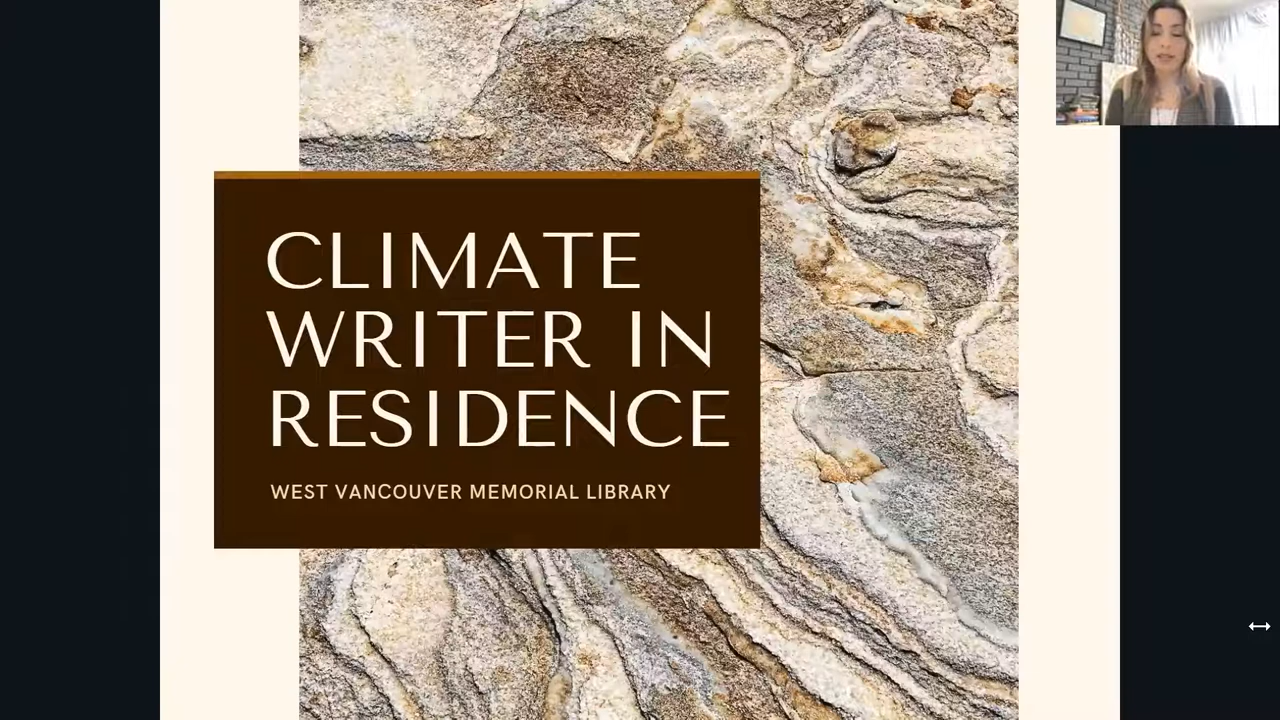 CLIMATE
WRITER IN
RESIDENCE
WEST VANCOUVER MEMORIAL LIBRARY